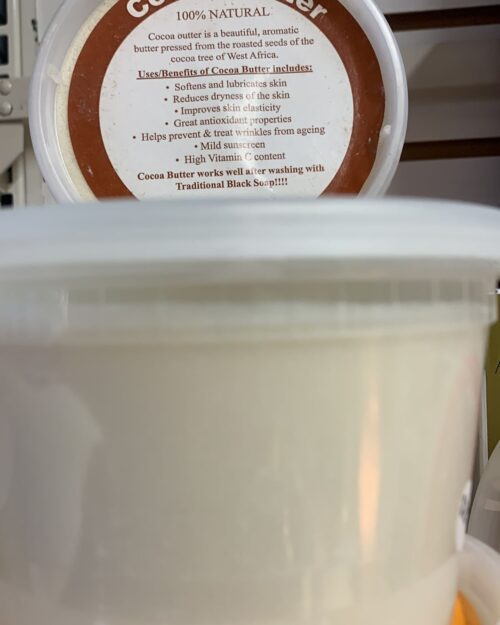 100% NATURAL
Cocoa butter is a beautiful, aromatic
butter pressed from the roasted seeds of the
cocoa tree of West Africa.
Uses/Benefits of Cocoa Butter includes:
• Softens and lubricates skin
• Reduces dryness of the skin
• Improves skin elasticity
• Great antioxidant properties
• Helps prevent & treat wrinkles from ageing
• Mild sunscreen
• High Vitamin C content
Cocoa Butter works well after washing with
Traditional Black Soap!!!!